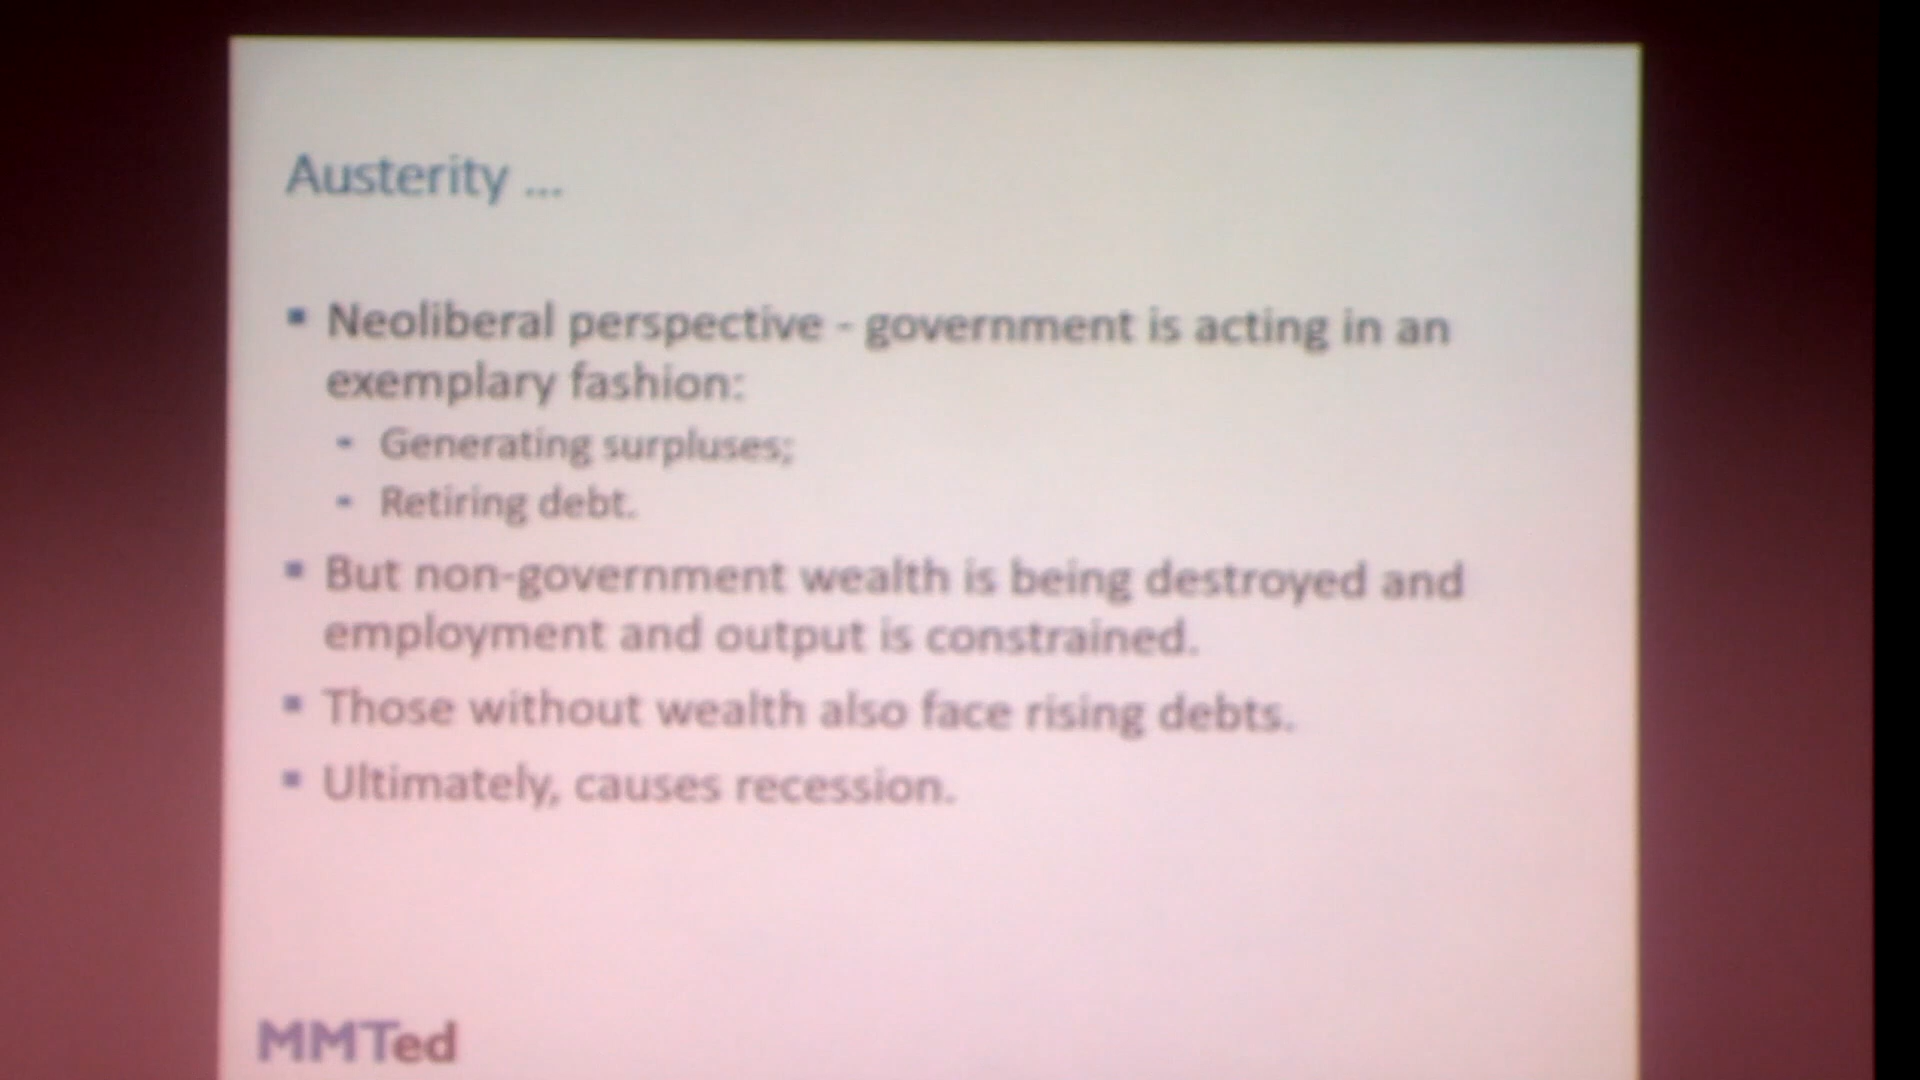 Austerity ...
▪ Neoliberal perspective - government is acting in an
exemplary fashion:
- Generating surpluses;
- Retiring debt.
▪ But non-government wealth is being destroyed and
employment and output is constrained.
▪ Those without wealth also face rising debts.
▪ Ultimately, causes recession.
MMTed